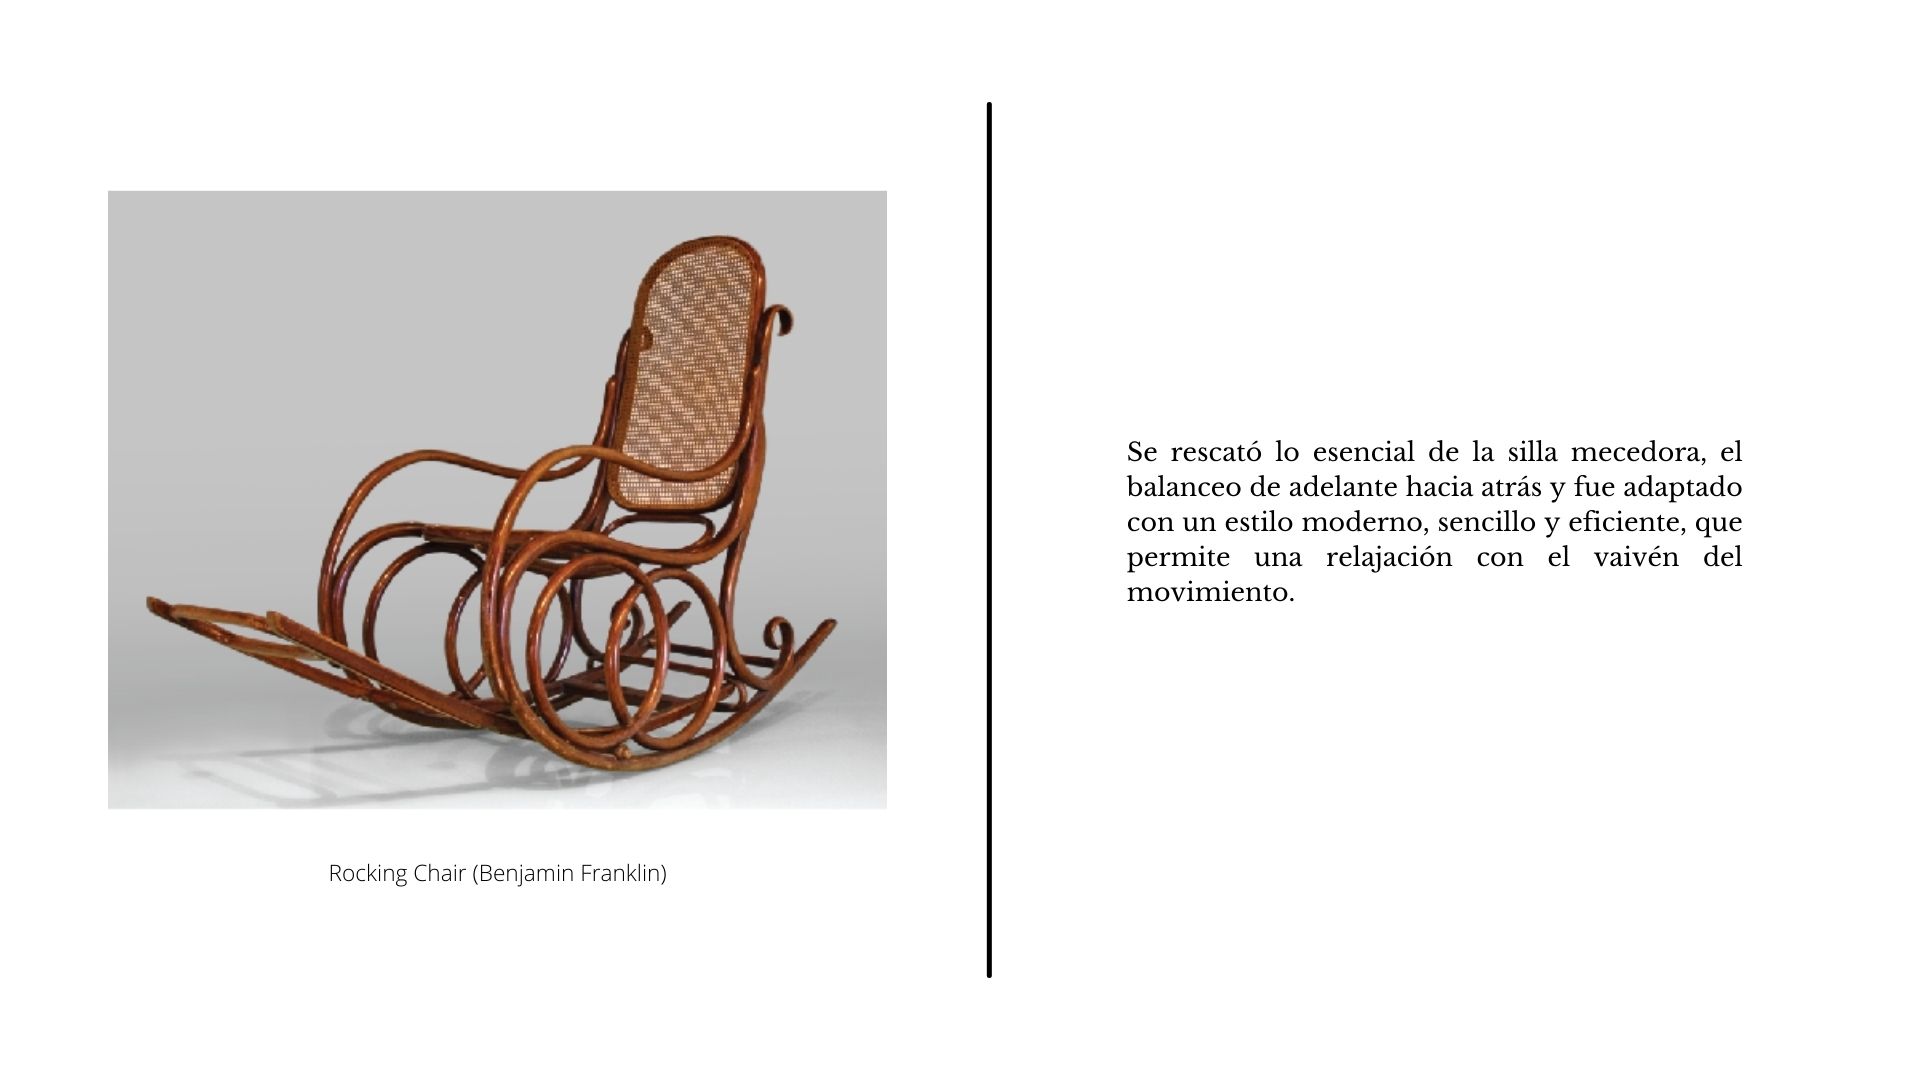 Rocking Chair (Benjamin Franklin)
Se rescató lo esencial de la silla mecedora, el
balanceo de adelante hacia atrás y fue adaptado
con un estilo moderno, sencillo y eficiente, que
permite una relajación con el vaivén del
movimiento.